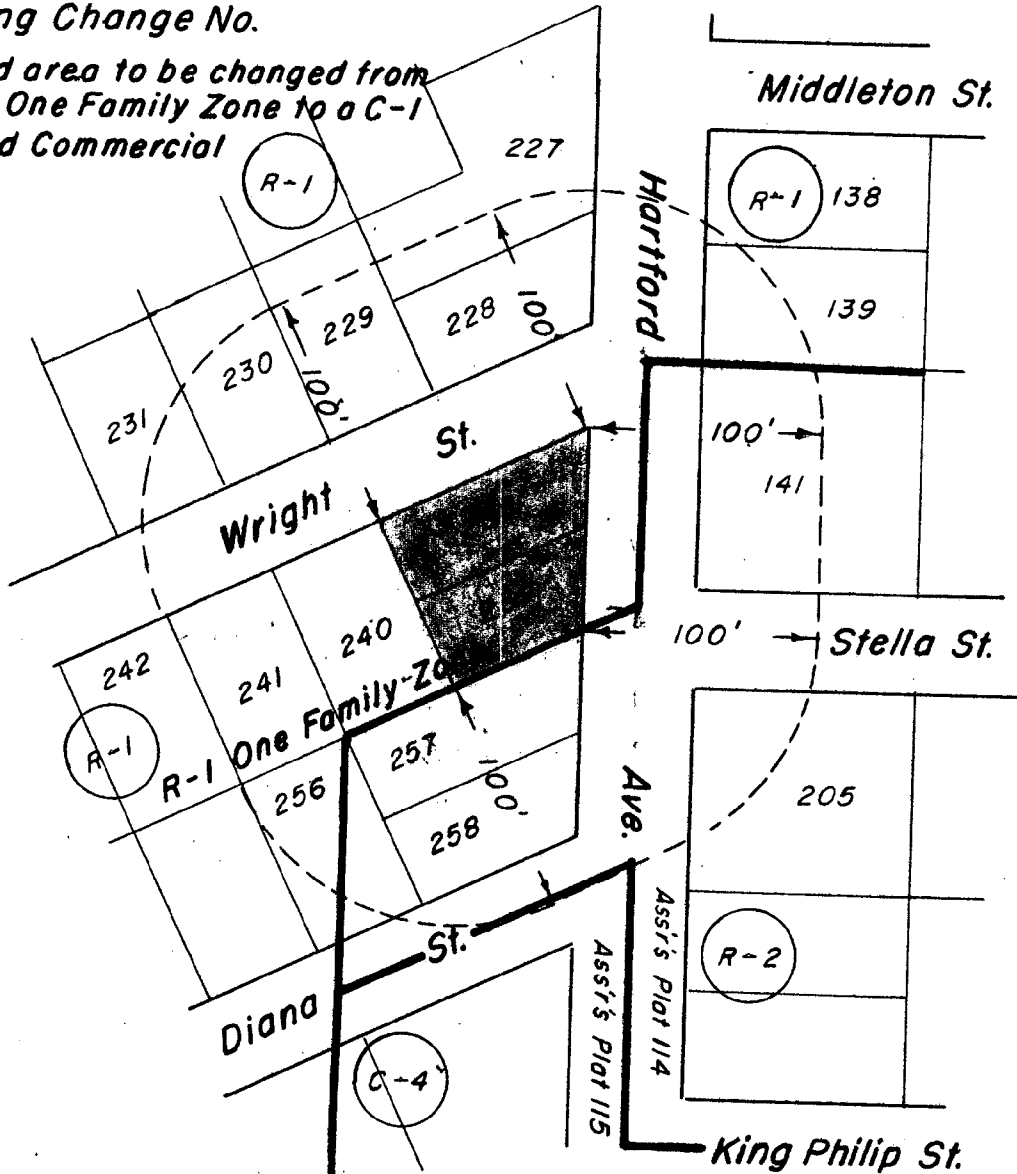 ng Change No.
d area to be changed from
One Family Zone to a C-1
d Commercial
Middleton St.
R-1
227
Hartford
R-1
138
139
229
228
100'
230
100'
231
St.
100'
141
Wright
240
242
241
100'
Stella St.
R-1
R-1 One Family-Zo
257
100'
256
258
Ave.
205
St.
Diana
Ass'r's Plat 115
Ass'r's Plat 114
R-2
C-4
King Philip St.